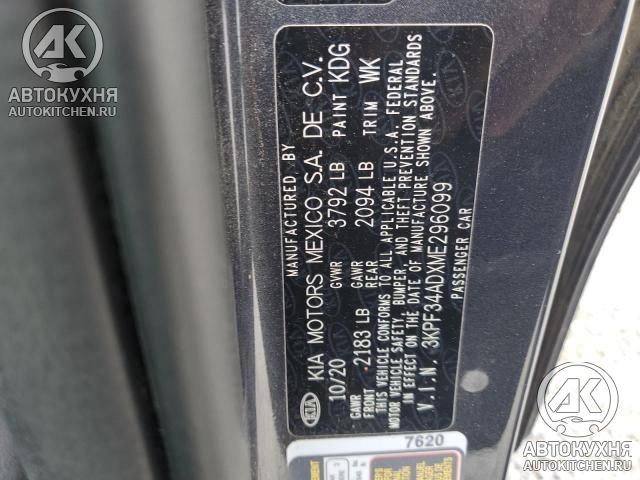 AK
АВТОКУХНЯ
AUTOKITCHEN.RU
MANUFACTURED BY
KIA KIA MOTORS MEXICO S.A. DE C.V.
10/20 GVWR 3792 LB PAINT KDG
GAWR FRONT 2183 LB GAWR REAR 2094 LB TRIM WK
THIS VEHICLE CONFORMS TO ALL APPLICABLE U.S.A. FEDERAL
MOTOR VEHICLE SAFETY, BUMPER, AND THEFT PREVENTION STANDARDS
IN EFFECT ON THE DATE OF MANUFACTURE SHOWN ABOVE.
V.I.N. 3KPF34ADXME296099
PASSENGER CAR
7620
AK
АВТОКУХНЯ
AUTOKITCHEN.RU